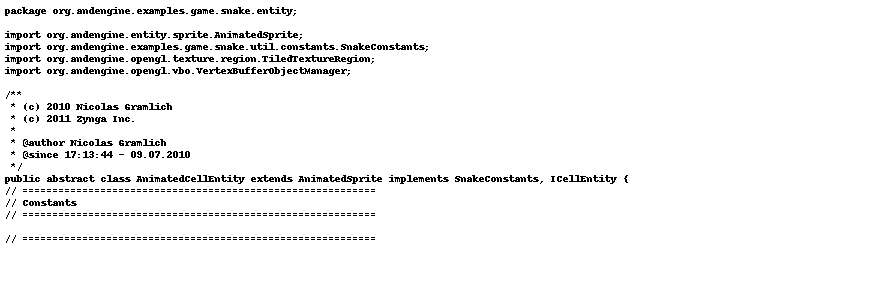 package org.andengine.examples.game.snake.entity;

import org.andengine.entity.sprite.AnimatedSprite;
import org.andengine.examples.game.snake.util.constants.SnakeConstants;
import org.andengine.opengl.texture.region.TiledTextureRegion;
import org.andengine.opengl.vbo.VertexBufferObjectManager;

/**
 * (c) 2010 Nicolas Gramlich
 * (c) 2011 Zynga Inc.
 *
 * @author Nicolas Gramlich
 * @since 17:13:44 - 09.07.2010
 */
public abstract class AnimatedCellEntity extends AnimatedSprite implements SnakeConstants, ICellEntity {
// ===========================================================
// Constants
// ===========================================================

// ===========================================================